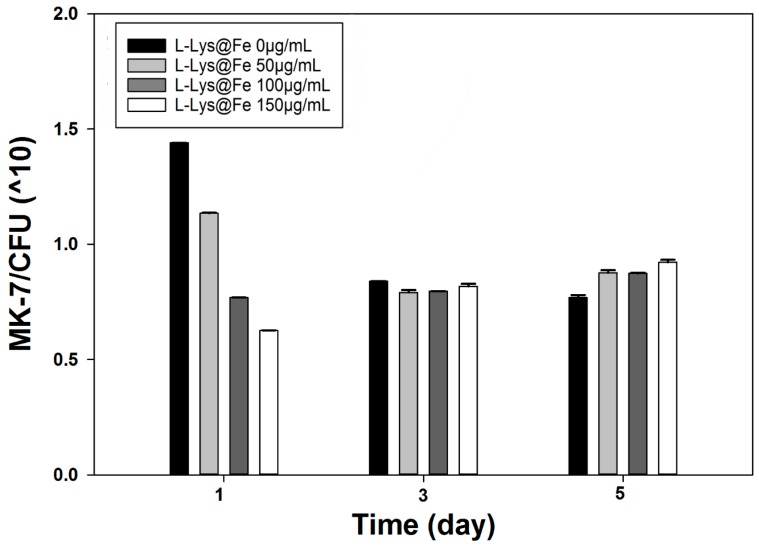 2.0
L-Lys@Fe 0µg/mL
L-Lys@Fe 50µg/mL
L-Lys@Fe 100µg/mL
L-Lys@Fe 150µg/mL
1.5
1.0
0.5
0.0
MK-7/CFU (^10)
1 3 5
Time (day)